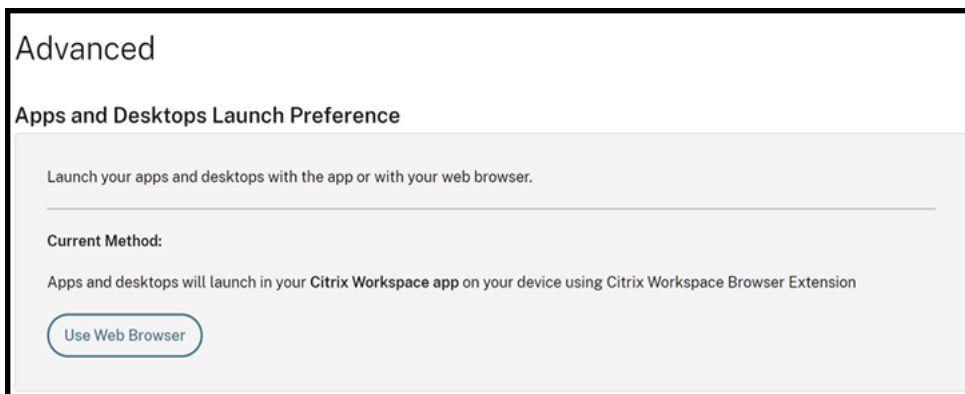 Advanced
Apps and Desktops Launch Preference
Launch your apps and desktops with the app or with your web browser.
Current Method:
Apps and desktops will launch in your Citrix Workspace app on your device using Citrix Workspace Browser Extension
Use Web Browser